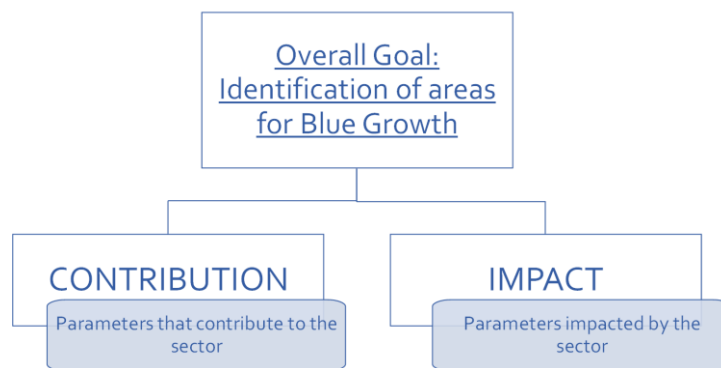 Overall Goal:
Identification of areas
for Blue Growth
CONTRIBUTION
Parameters that contribute to the
sector
IMPACT
Parameters impacted by the
sector